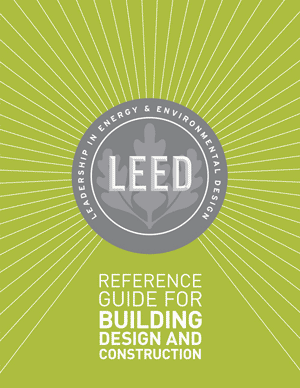 LEADERSHIP IN ENERGY & ENVIRONMENTAL DESIGN
LEED
REFERENCE
GUIDE FOR
BUILDING
DESIGN AND
CONSTRUCTION